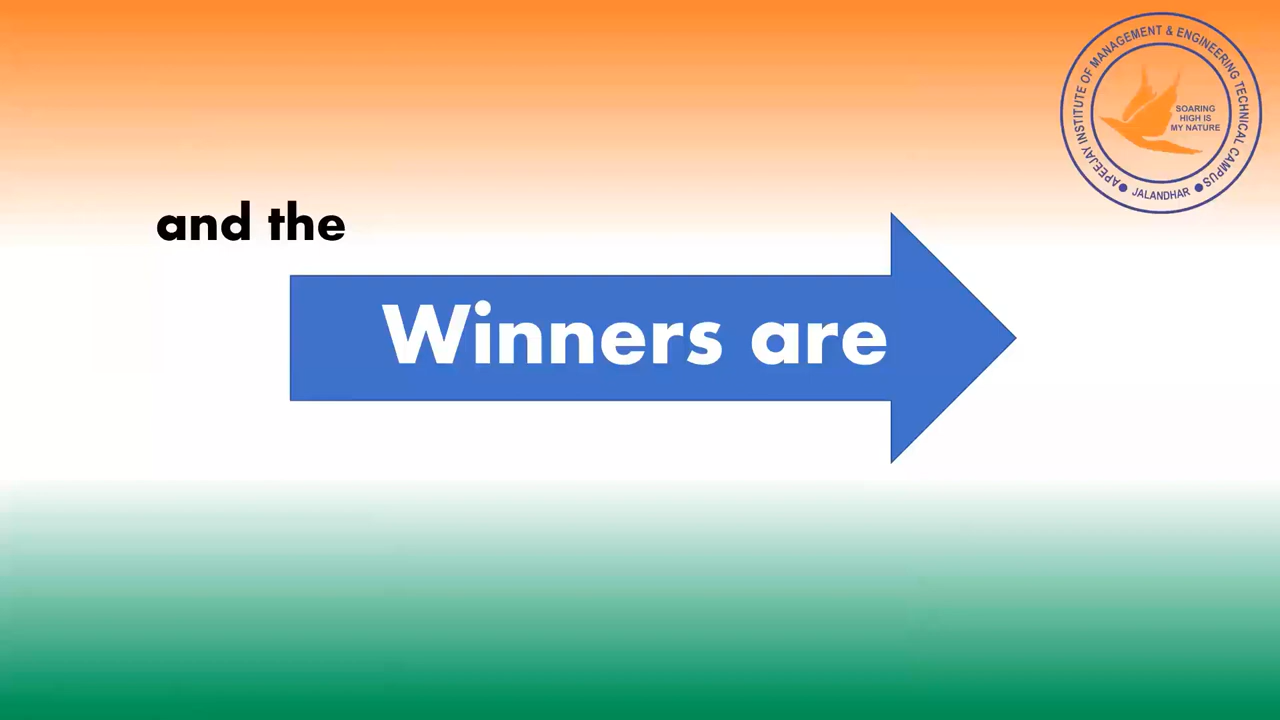 APEEJAY INSTITUTE OF MANAGEMENT & ENGINEERING TECHNICAL CAMPUS
SOARING
HIGH IS
MY NATURE
JALANDHAR
and the
Winners are